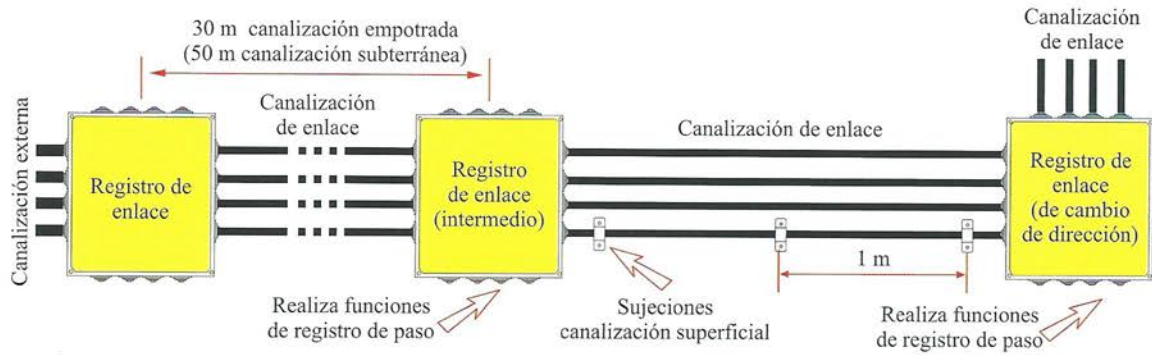 30 m canalización empotrada
(50 m canalización subterránea)
Canalización
de enlace
Canalización externa
Canalización
de enlace
Canalización de enlace
Registro de
enlace
Registro
de enlace
(intermedio)
Registro de
enlace
(de cambio
de dirección)
1 m
Realiza funciones
de registro de paso
Sujeciones
canalización superficial
Realiza funciones
de registro de paso